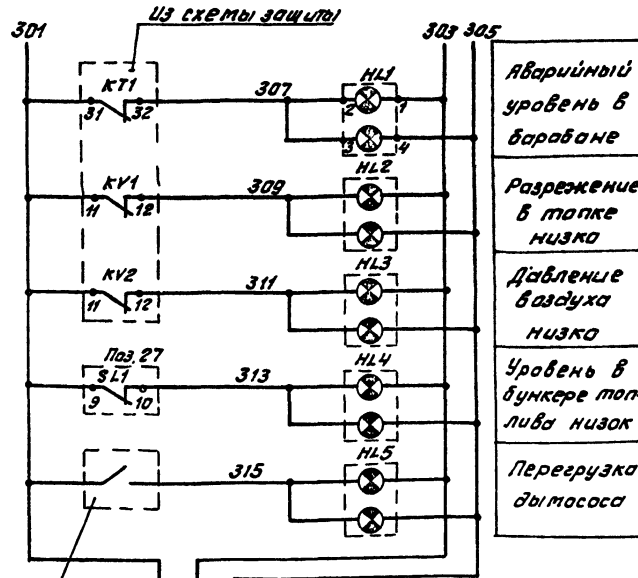 Из схемы защиты
301
303 305
КТ1
31 32
307
HL1
2 1
3 4
Аварийный
уровень в
барабане
KV1
11 12
309
HL2
Разрежение
в топке
низко
KV2
11 12
311
HL3
Давление
воздуха
низко
Поз. 27
SL1
9 10
313
HL4
Уровень в
бункере топ-
лива низок
315
HL5
Перегрузка
дымососа